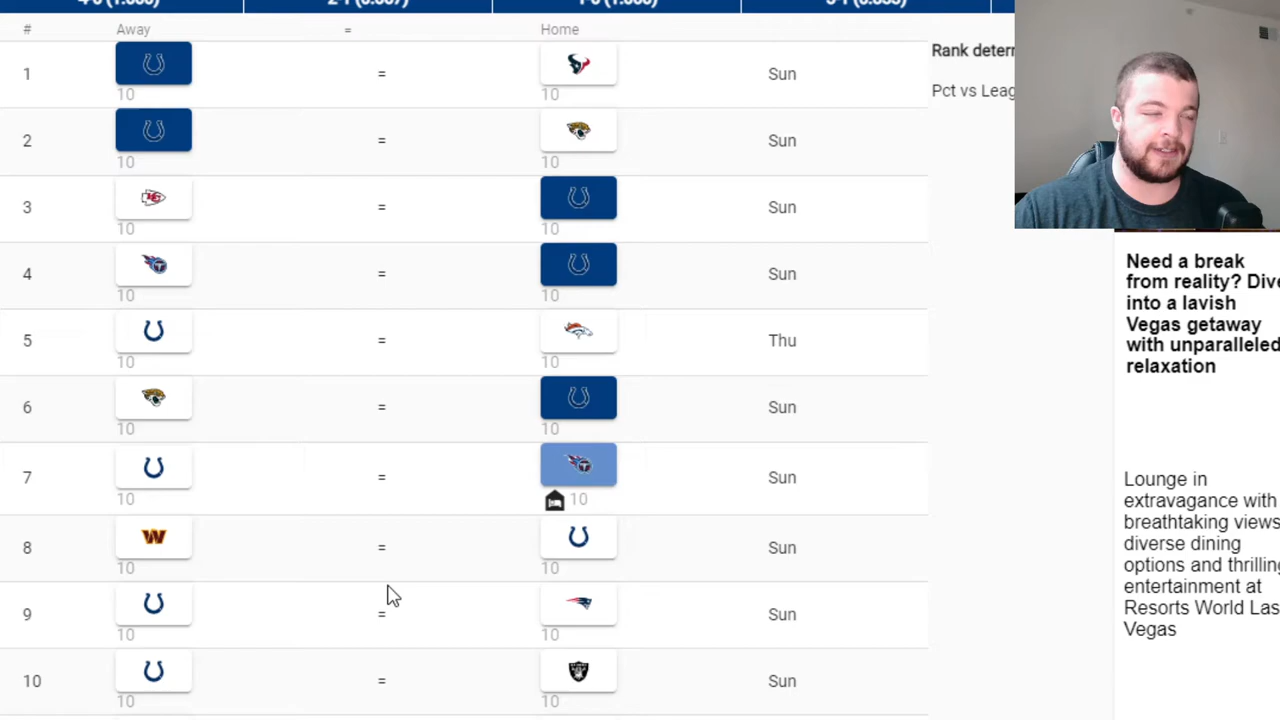 # Away = Home
1 10 = 10 Sun
2 10 = 10 Sun
3 10 = 10 Sun
4 10 = 10 Sun
5 10 = 10 Thu
6 10 = 10 Sun
7 10 = 10 Sun
8 W 10 = 10 Sun
9 10 = 10 Sun
10 10 = 10 Sun
Rank deterr
Pct vs Leag
Need a break
from reality? Dive
into a lavish
Vegas getaway
with unparalleled
relaxation
Lounge in
extravagance with
breathtaking views
diverse dining
options and thrilling
entertainment at
Resorts World Las
Vegas